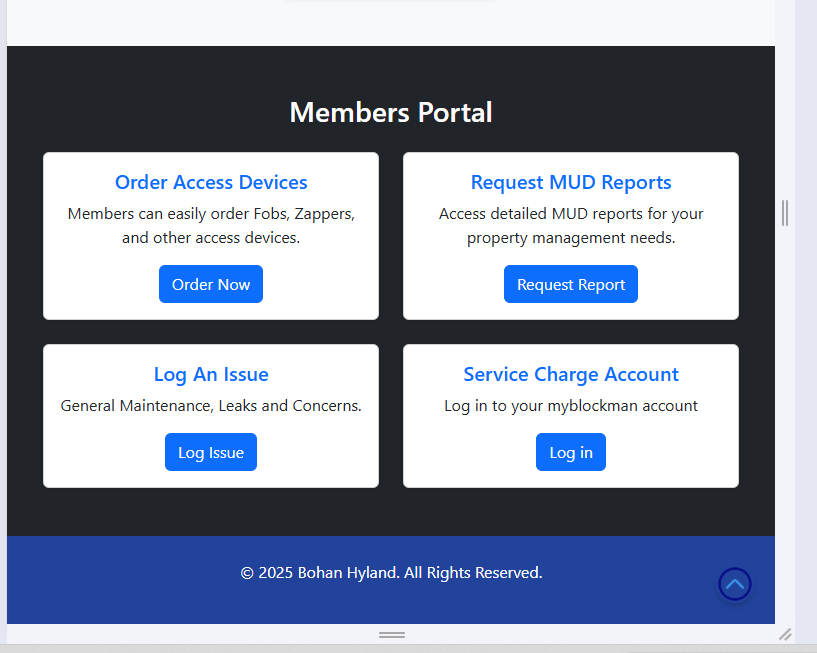 Members Portal
Order Access Devices
Members can easily order Fobs, Zappers,
and other access devices.
Order Now
Request MUD Reports
Access detailed MUD reports for your
property management needs.
Request Report
Log An Issue
General Maintenance, Leaks and Concerns.
Log Issue
Service Charge Account
Log in to your myblockman account
Log in
© 2025 Bohan Hyland. All Rights Reserved.